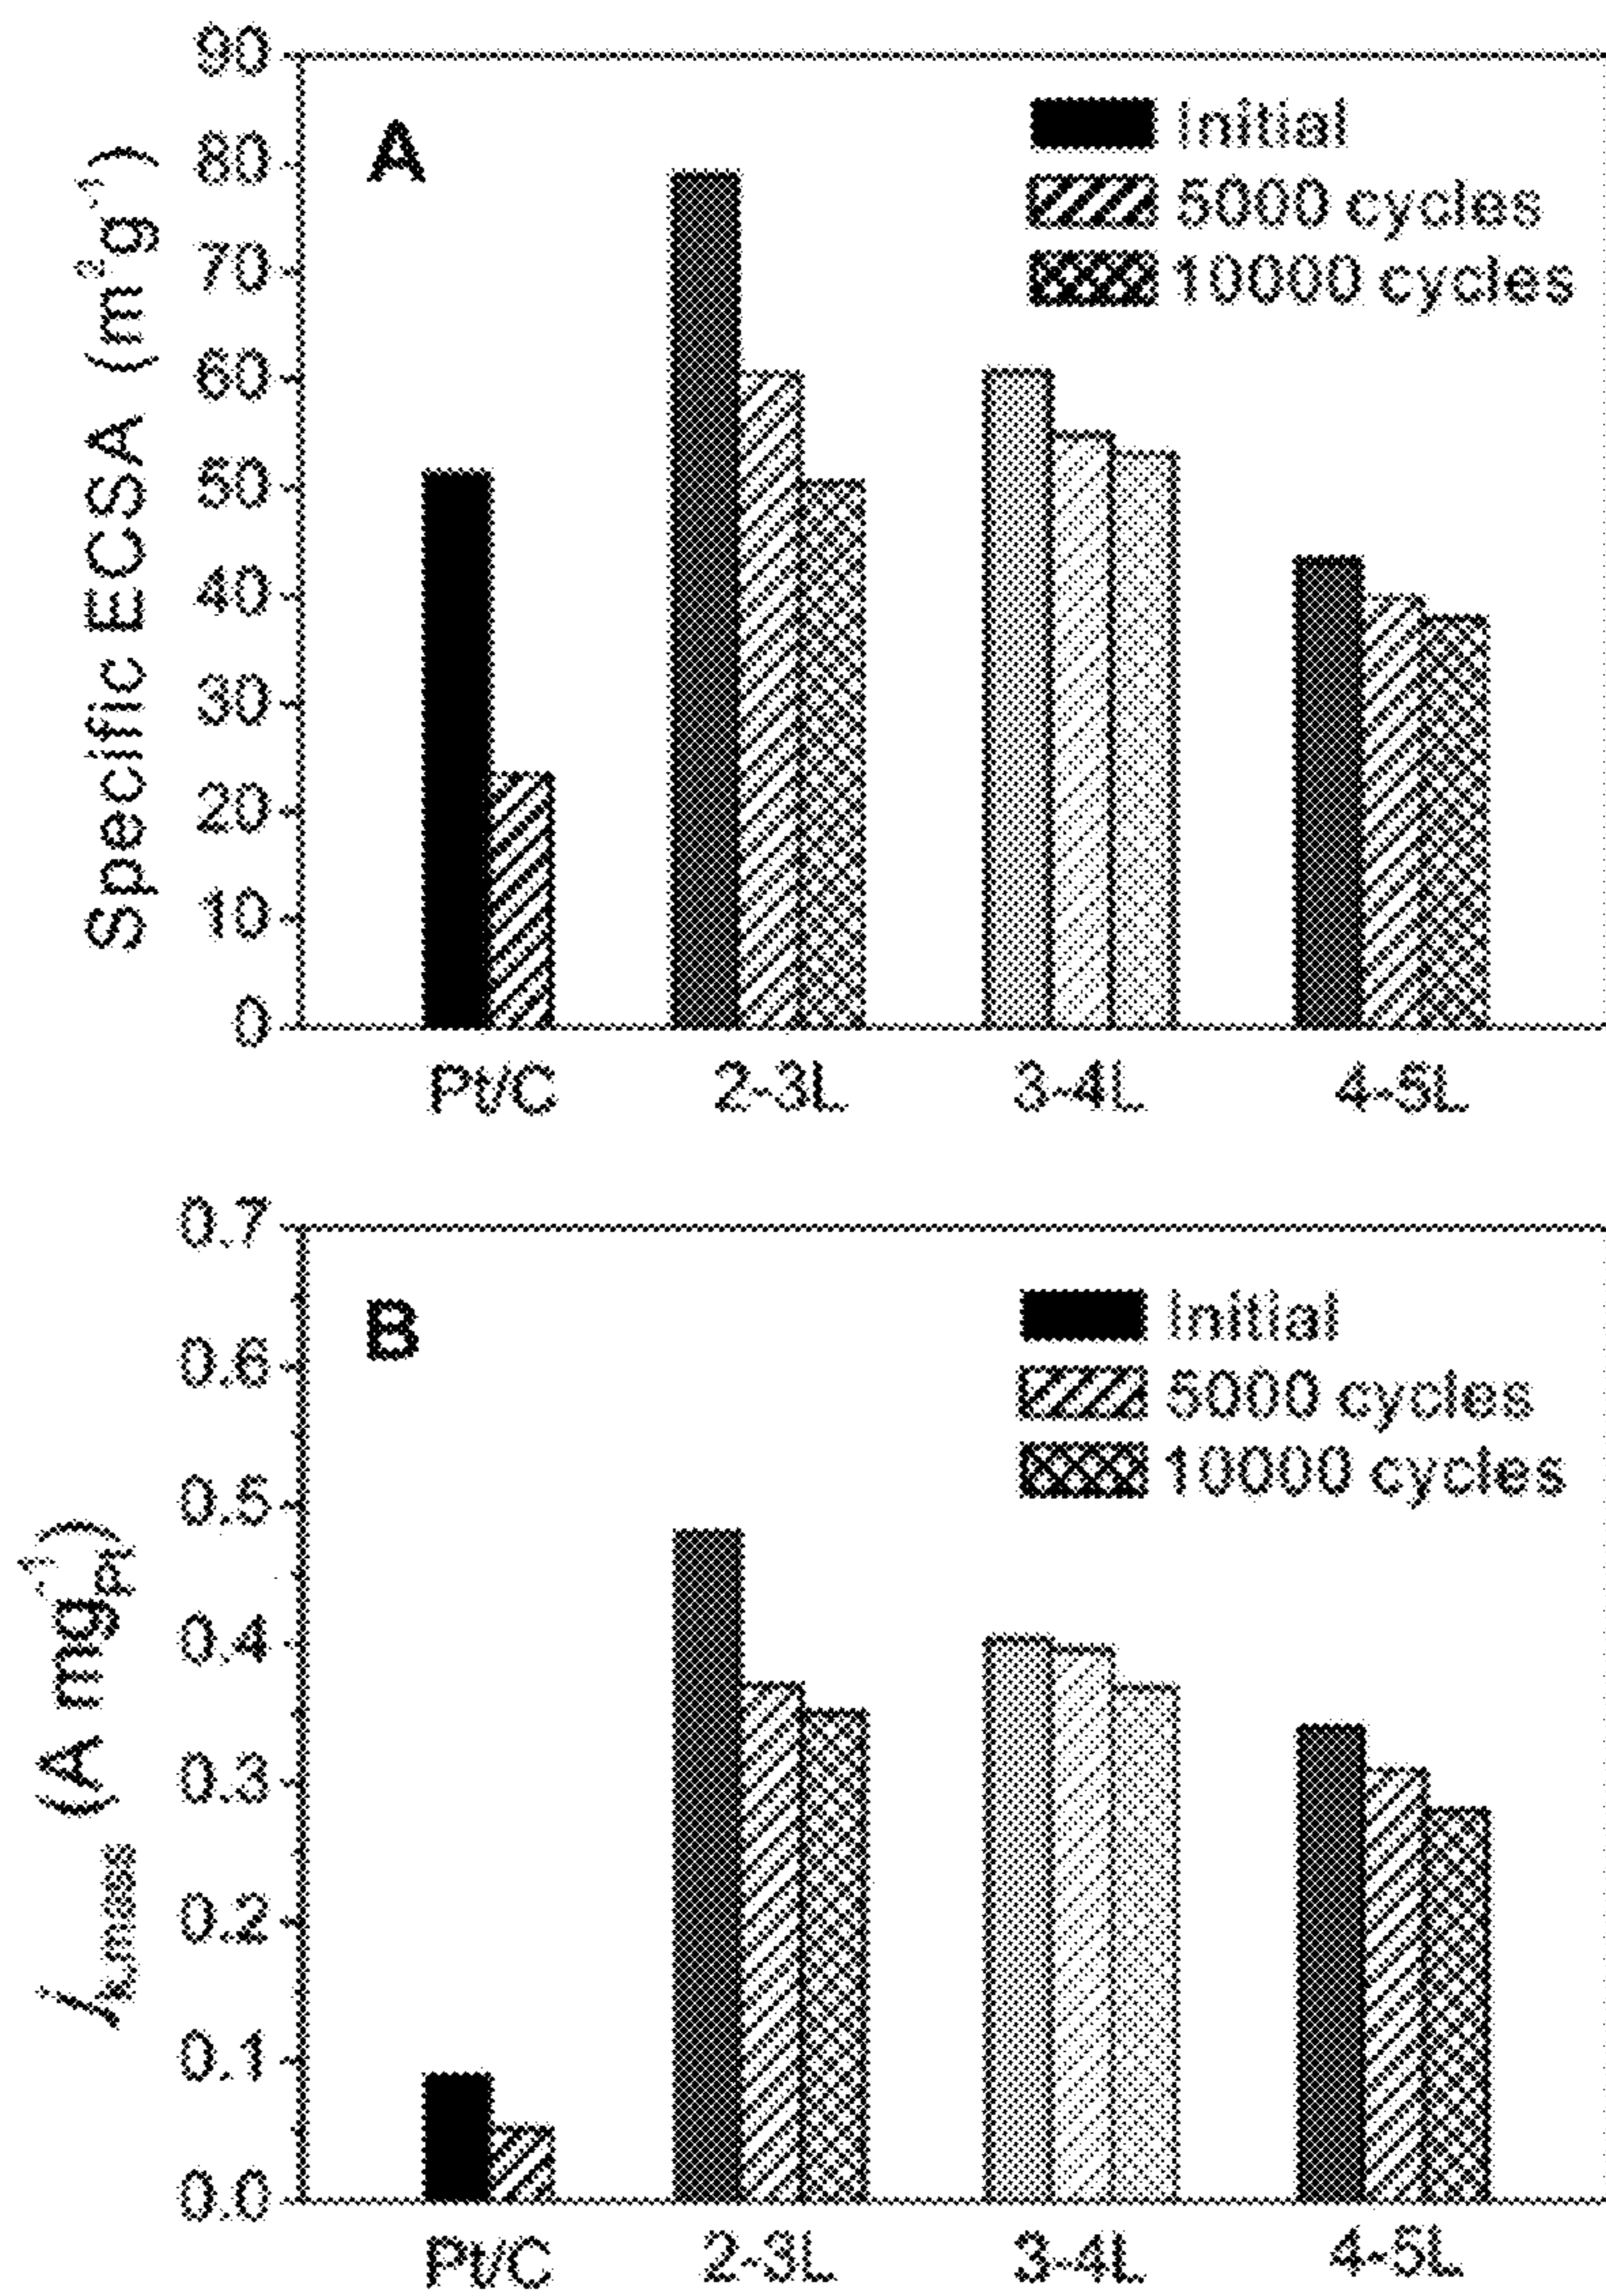 90
A
Initial
5000 cycles
10000 cycles
80
70
60
50
40
30
20
10
0
Specific ECSA (m²g⁻¹)
Pt/C 2-3L 3-4L 4-5L
0.7
B
Initial
5000 cycles
10000 cycles
0.6
0.5
0.4
0.3
0.2
0.1
0.0
(A mg_Pt⁻¹)
Pt/C 2-3L 3-4L 4-5L